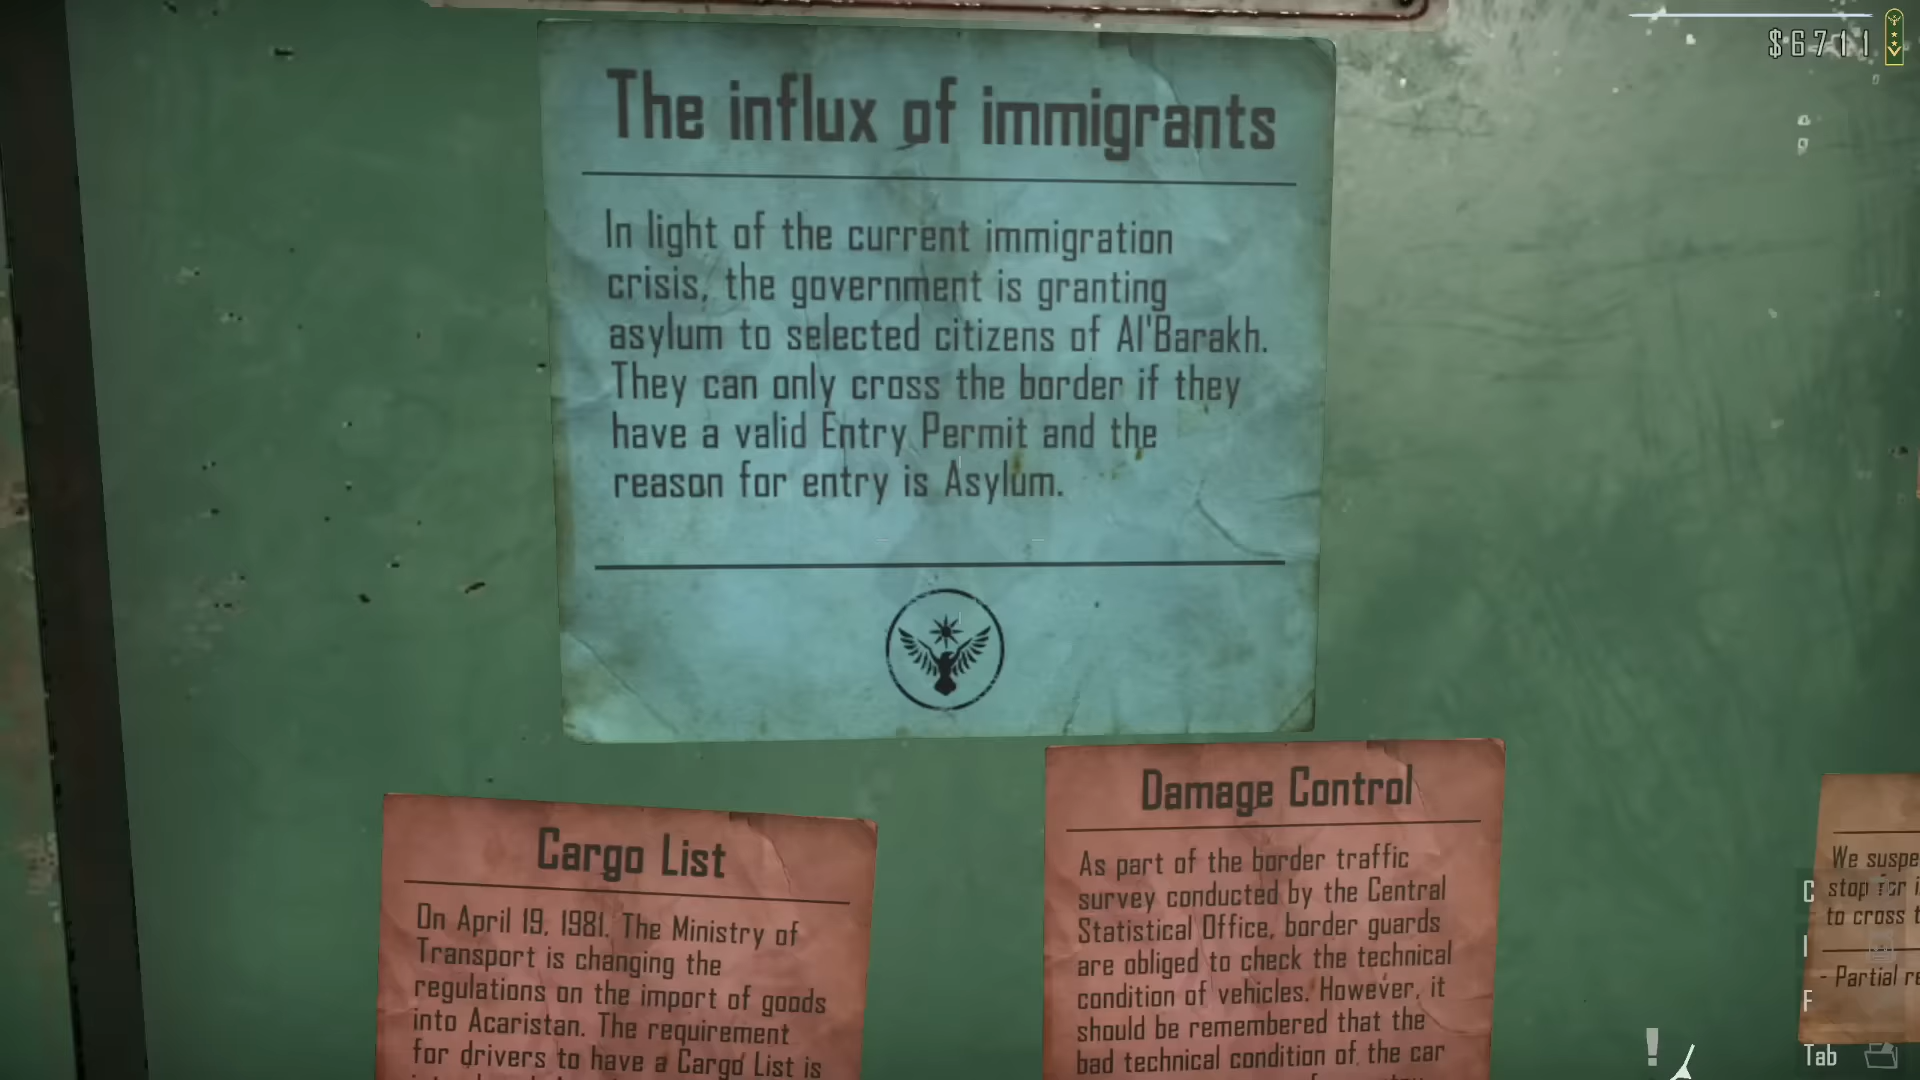 $6711
The influx of immigrants
In light of the current immigration
crisis, the government is granting
asylum to selected citizens of Al'Barakh.
They can only cross the border if they
have a valid Entry Permit and the
reason for entry is Asylum.
Cargo List
On April 19, 1981. The Ministry of
Transport is changing the
regulations on the import of goods
into Acaristan. The requirement
for drivers to have a Cargo List is
Damage Control
As part of the border traffic
survey conducted by the Central
Statistical Office, border guards
are obliged to check the technical
condition of vehicles. However, it
should be remembered that the
bad technical condition of the car
We suspe
stop for i
to cross t
- Partial re
C
I
F
Tab